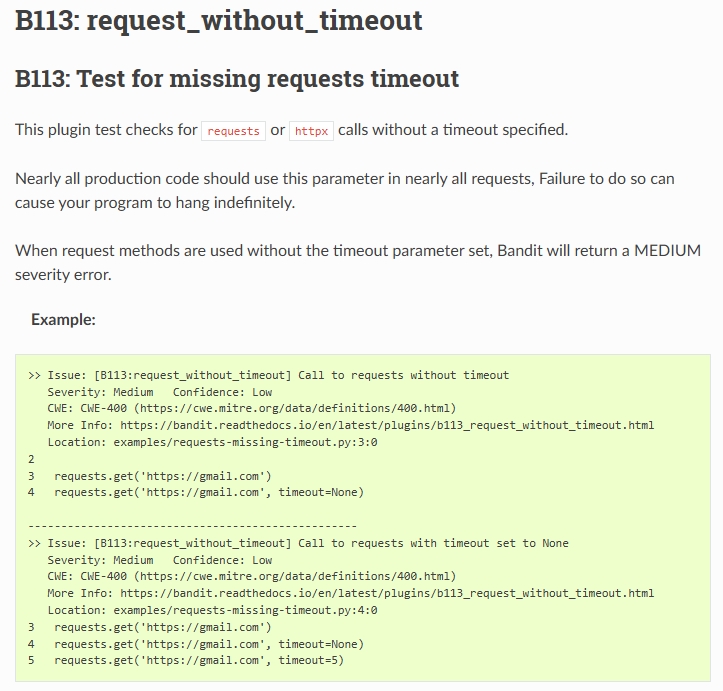 B113: request_without_timeout
B113: Test for missing requests timeout
This plugin test checks for requests or httpx calls without a timeout specified.
Nearly all production code should use this parameter in nearly all requests, Failure to do so can
cause your program to hang indefinitely.
When request methods are used without the timeout parameter set, Bandit will return a MEDIUM
severity error.
Example:
>> Issue: [B113:request_without_timeout] Call to requests without timeout
   Severity: Medium   Confidence: Low
   CWE: CWE-400 (https://cwe.mitre.org/data/definitions/400.html)
   More Info: https://bandit.readthedocs.io/en/latest/plugins/b113_request_without_timeout.html
   Location: examples/requests-missing-timeout.py:3:0
2
3   requests.get('https://gmail.com')
4   requests.get('https://gmail.com', timeout=None)
--------------------------------------------------
>> Issue: [B113:request_without_timeout] Call to requests with timeout set to None
   Severity: Medium   Confidence: Low
   CWE: CWE-400 (https://cwe.mitre.org/data/definitions/400.html)
   More Info: https://bandit.readthedocs.io/en/latest/plugins/b113_request_without_timeout.html
   Location: examples/requests-missing-timeout.py:4:0
3   requests.get('https://gmail.com')
4   requests.get('https://gmail.com', timeout=None)
5   requests.get('https://gmail.com', timeout=5)